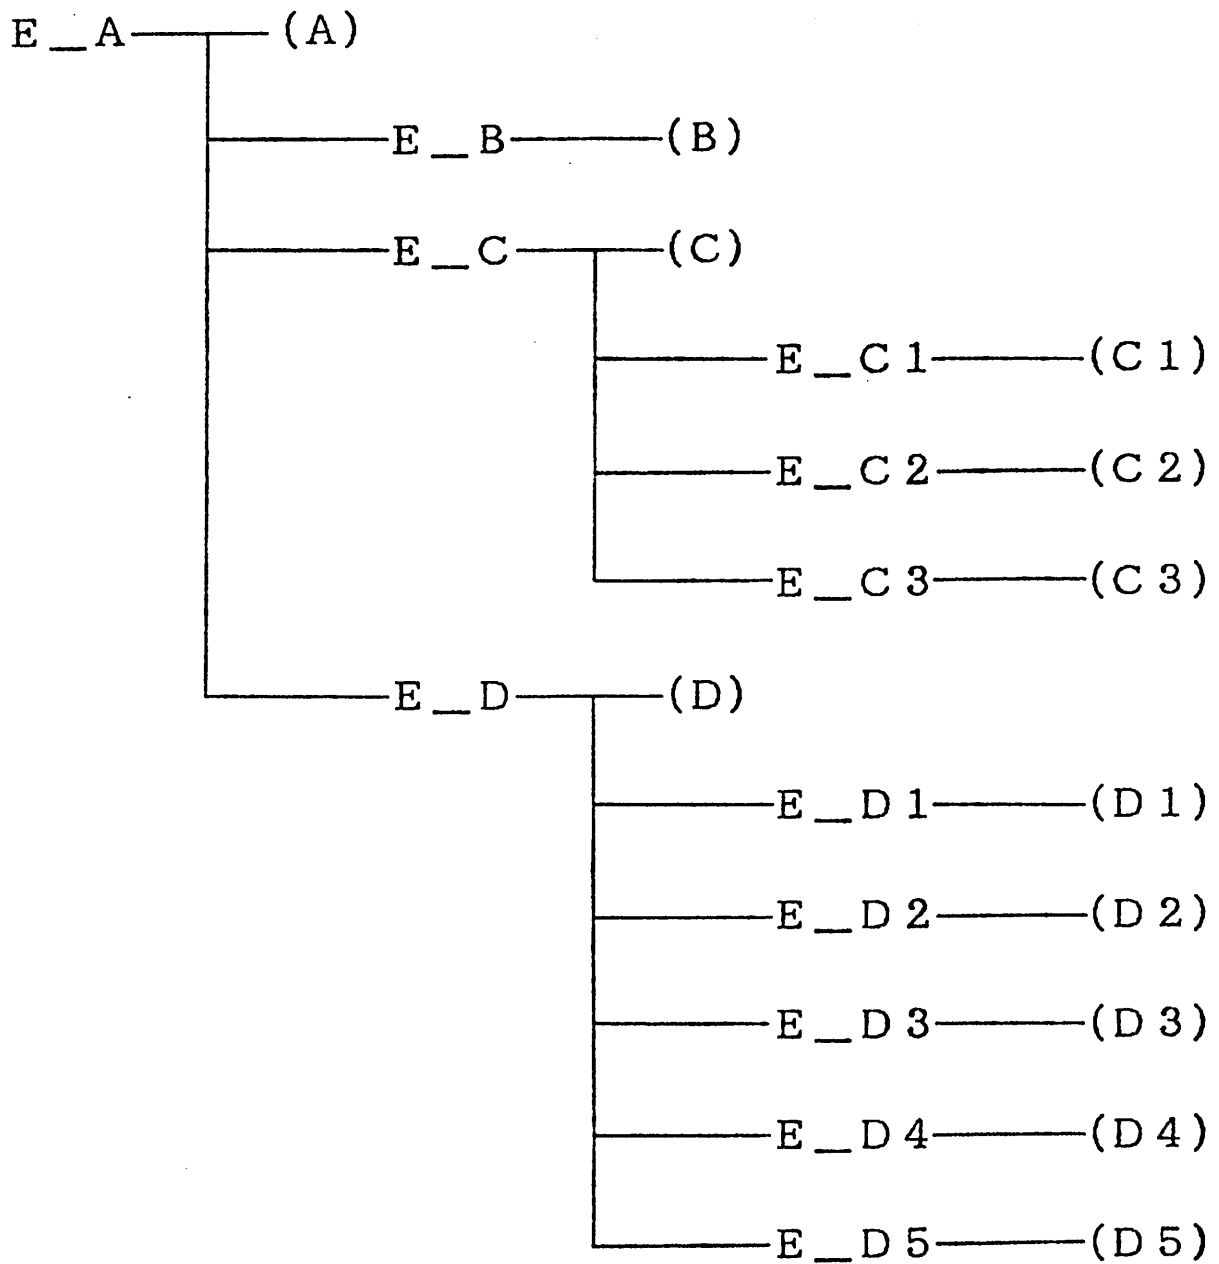 E_A (A)
E_B (B)
E_C (C)
E_C1 (C1)
E_C2 (C2)
E_C3 (C3)
E_D (D)
E_D1 (D1)
E_D2 (D2)
E_D3 (D3)
E_D4 (D4)
E_D5 (D5)